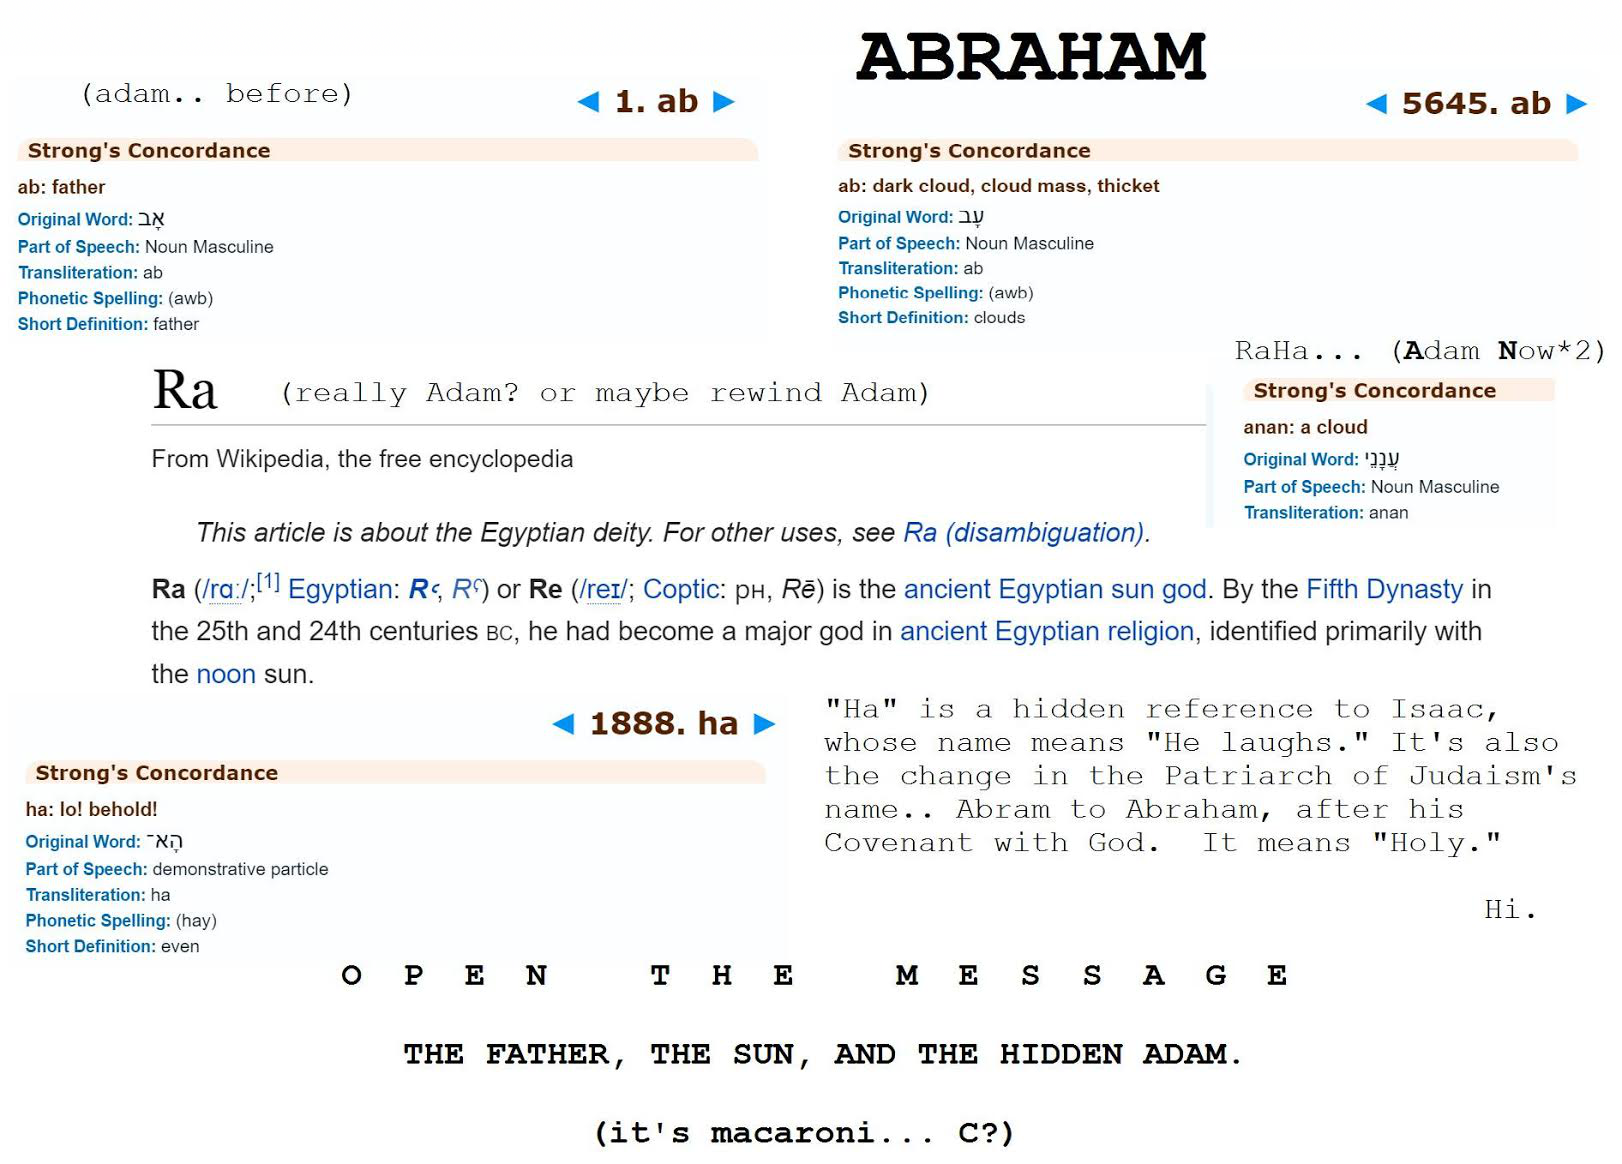 ABRAHAM
(adam.. before)
◄ 1. ab ►
Strong's Concordance
ab: father
Original Word: אָב
Part of Speech: Noun Masculine
Transliteration: ab
Phonetic Spelling: (awb)
Short Definition: father
◄ 5645. ab ►
Strong's Concordance
ab: dark cloud, cloud mass, thicket
Original Word: עָב
Part of Speech: Noun Masculine
Transliteration: ab
Phonetic Spelling: (awb)
Short Definition: clouds
RaHa... (Adam Now*2)
Strong's Concordance
anan: a cloud
Original Word: עֲנָנֵי
Part of Speech: Noun Masculine
Transliteration: anan
Ra (really Adam? or maybe rewind Adam)
From Wikipedia, the free encyclopedia
This article is about the Egyptian deity. For other uses, see Ra (disambiguation).
Ra (/rɑː/;[1] Egyptian: Rꜥ, Rˤ) or Re (/reɪ/; Coptic: ⲣⲏ, Rē) is the ancient Egyptian sun god. By the Fifth Dynasty in
the 25th and 24th centuries BC, he had become a major god in ancient Egyptian religion, identified primarily with
the noon sun.
◄ 1888. ha ►
Strong's Concordance
ha: lo! behold!
Original Word: הָא־
Part of Speech: demonstrative particle
Transliteration: ha
Phonetic Spelling: (hay)
Short Definition: even
"Ha" is a hidden reference to Isaac,
whose name means "He laughs." It's also
the change in the Patriarch of Judaism's
name.. Abram to Abraham, after his
Covenant with God. It means "Holy."
Hi.
O P E N T H E M E S S A G E
THE FATHER, THE SUN, AND THE HIDDEN ADAM.
(it's macaroni... C?)